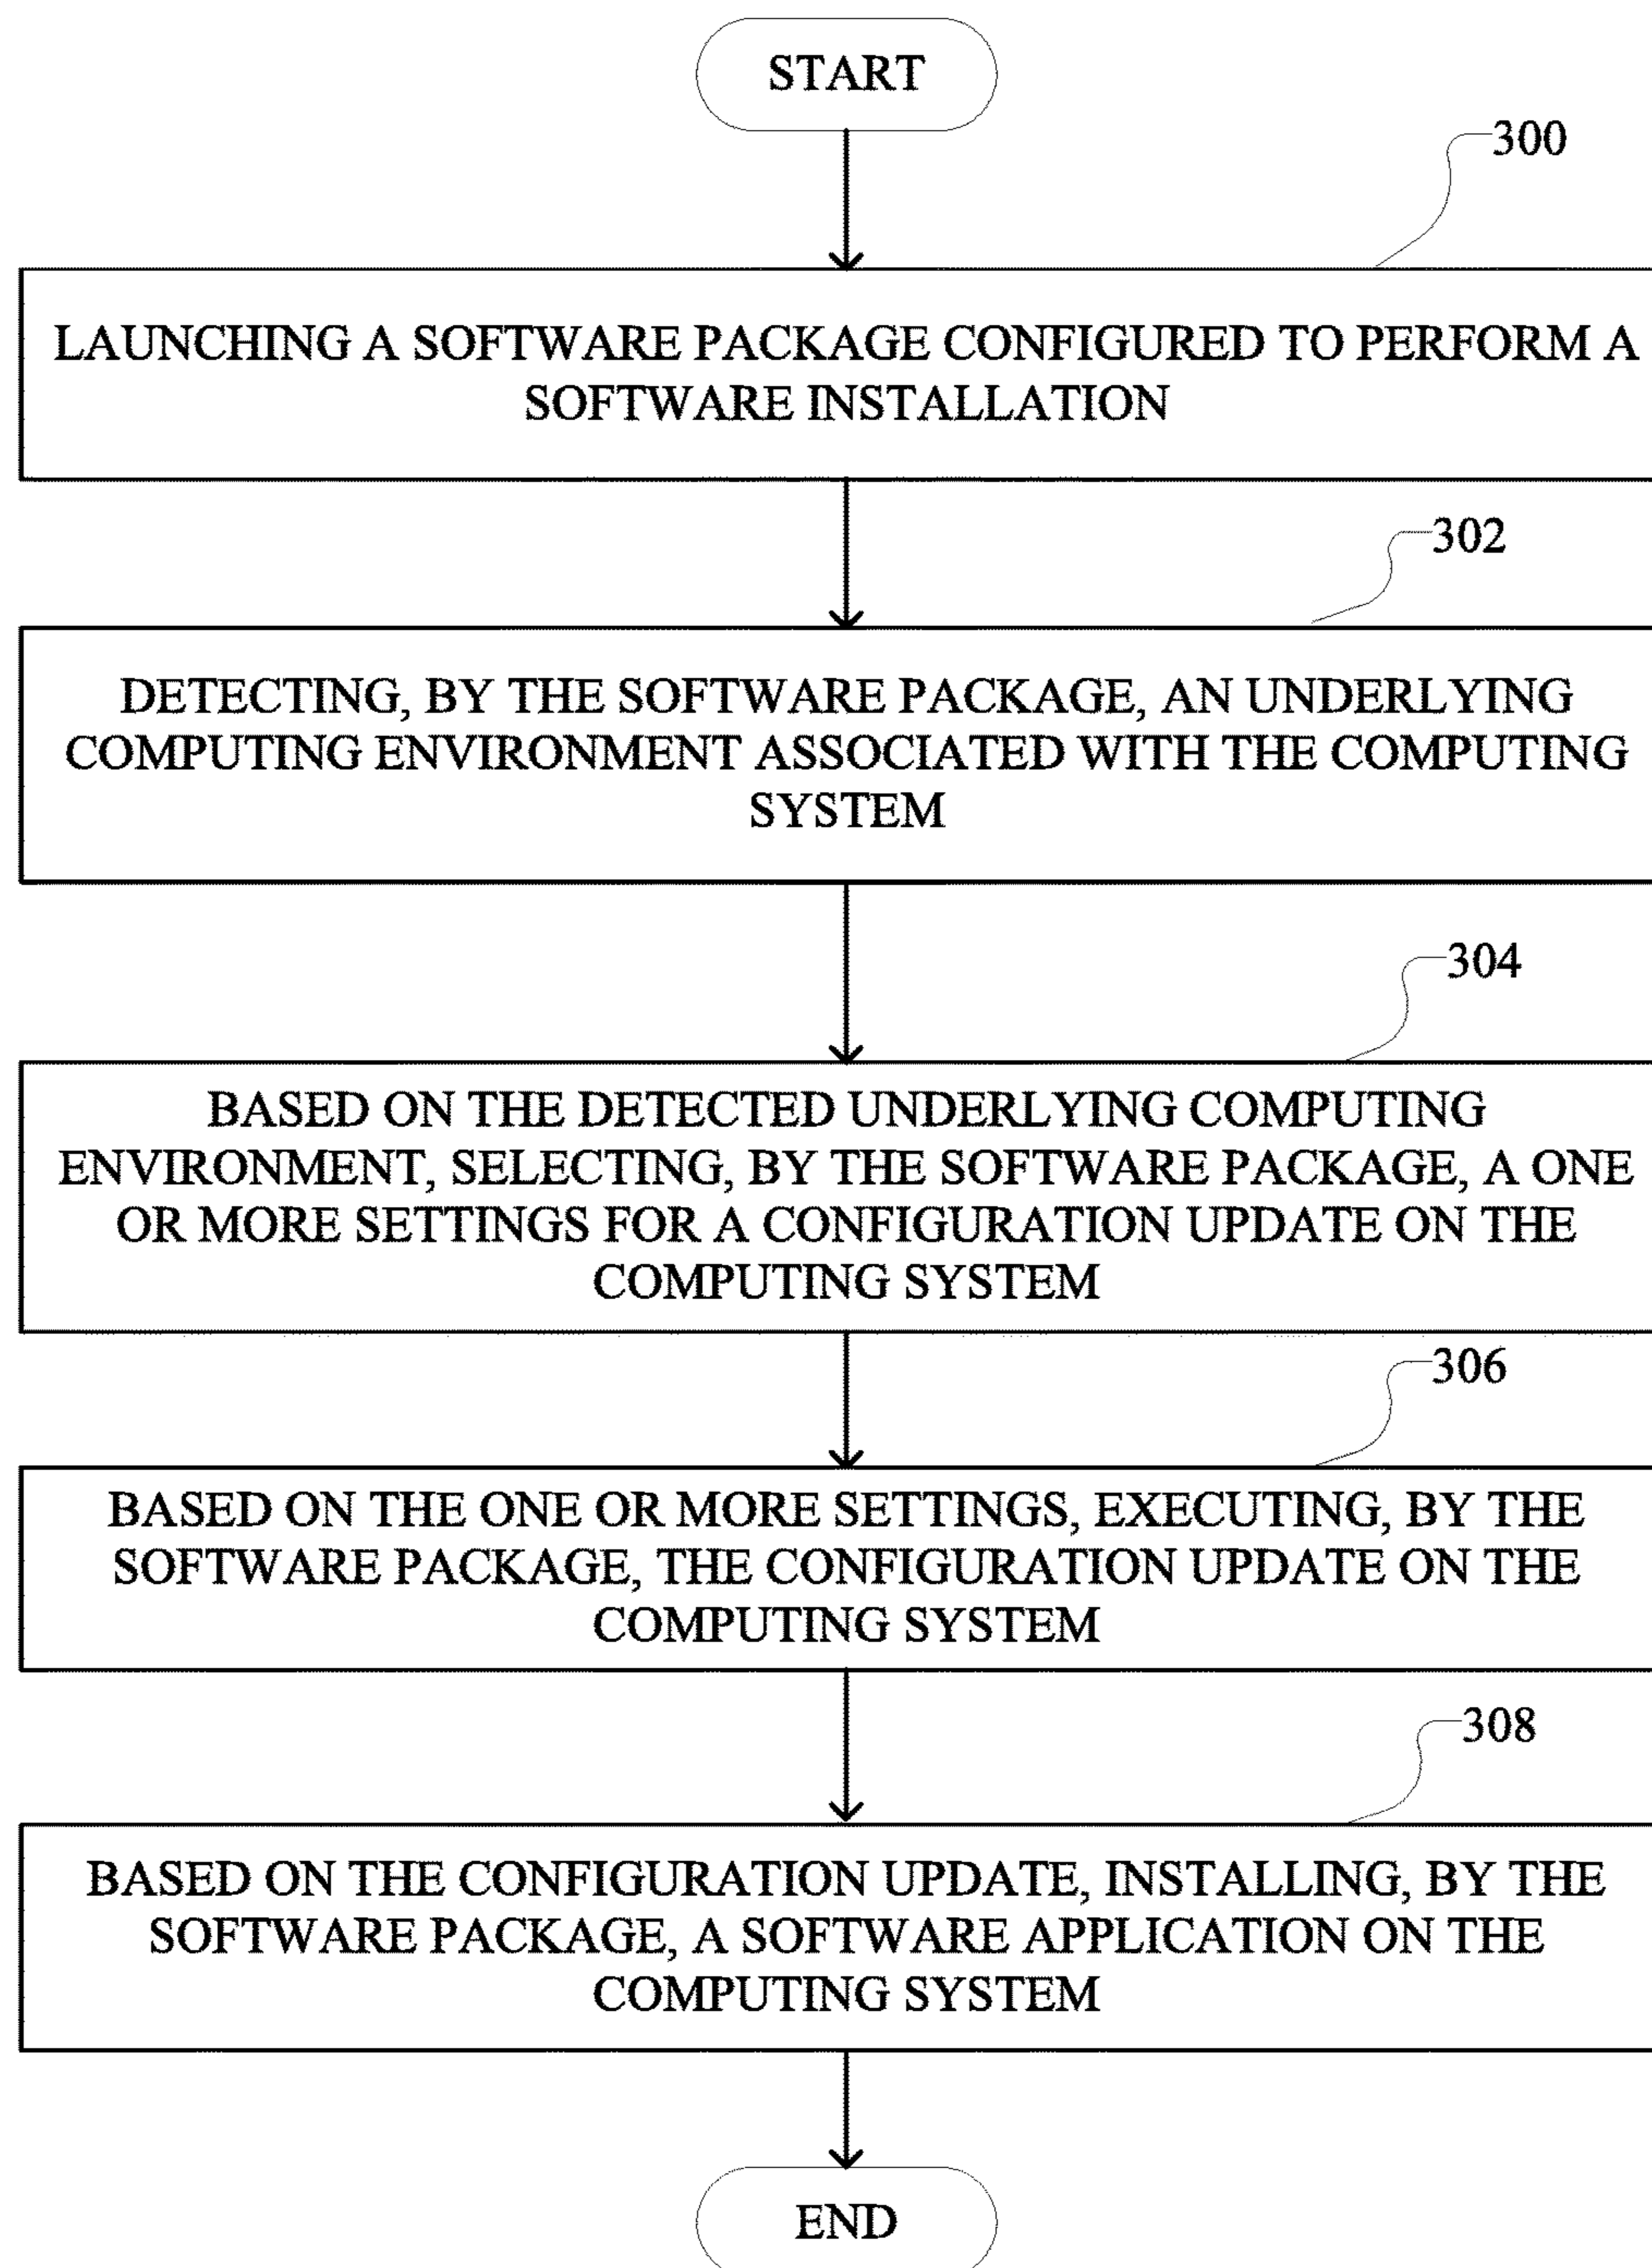 START
300
LAUNCHING A SOFTWARE PACKAGE CONFIGURED TO PERFORM A
SOFTWARE INSTALLATION
302
DETECTING, BY THE SOFTWARE PACKAGE, AN UNDERLYING
COMPUTING ENVIRONMENT ASSOCIATED WITH THE COMPUTING
SYSTEM
304
BASED ON THE DETECTED UNDERLYING COMPUTING
ENVIRONMENT, SELECTING, BY THE SOFTWARE PACKAGE, A ONE
OR MORE SETTINGS FOR A CONFIGURATION UPDATE ON THE
COMPUTING SYSTEM
306
BASED ON THE ONE OR MORE SETTINGS, EXECUTING, BY THE
SOFTWARE PACKAGE, THE CONFIGURATION UPDATE ON THE
COMPUTING SYSTEM
308
BASED ON THE CONFIGURATION UPDATE, INSTALLING, BY THE
SOFTWARE PACKAGE, A SOFTWARE APPLICATION ON THE
COMPUTING SYSTEM
END